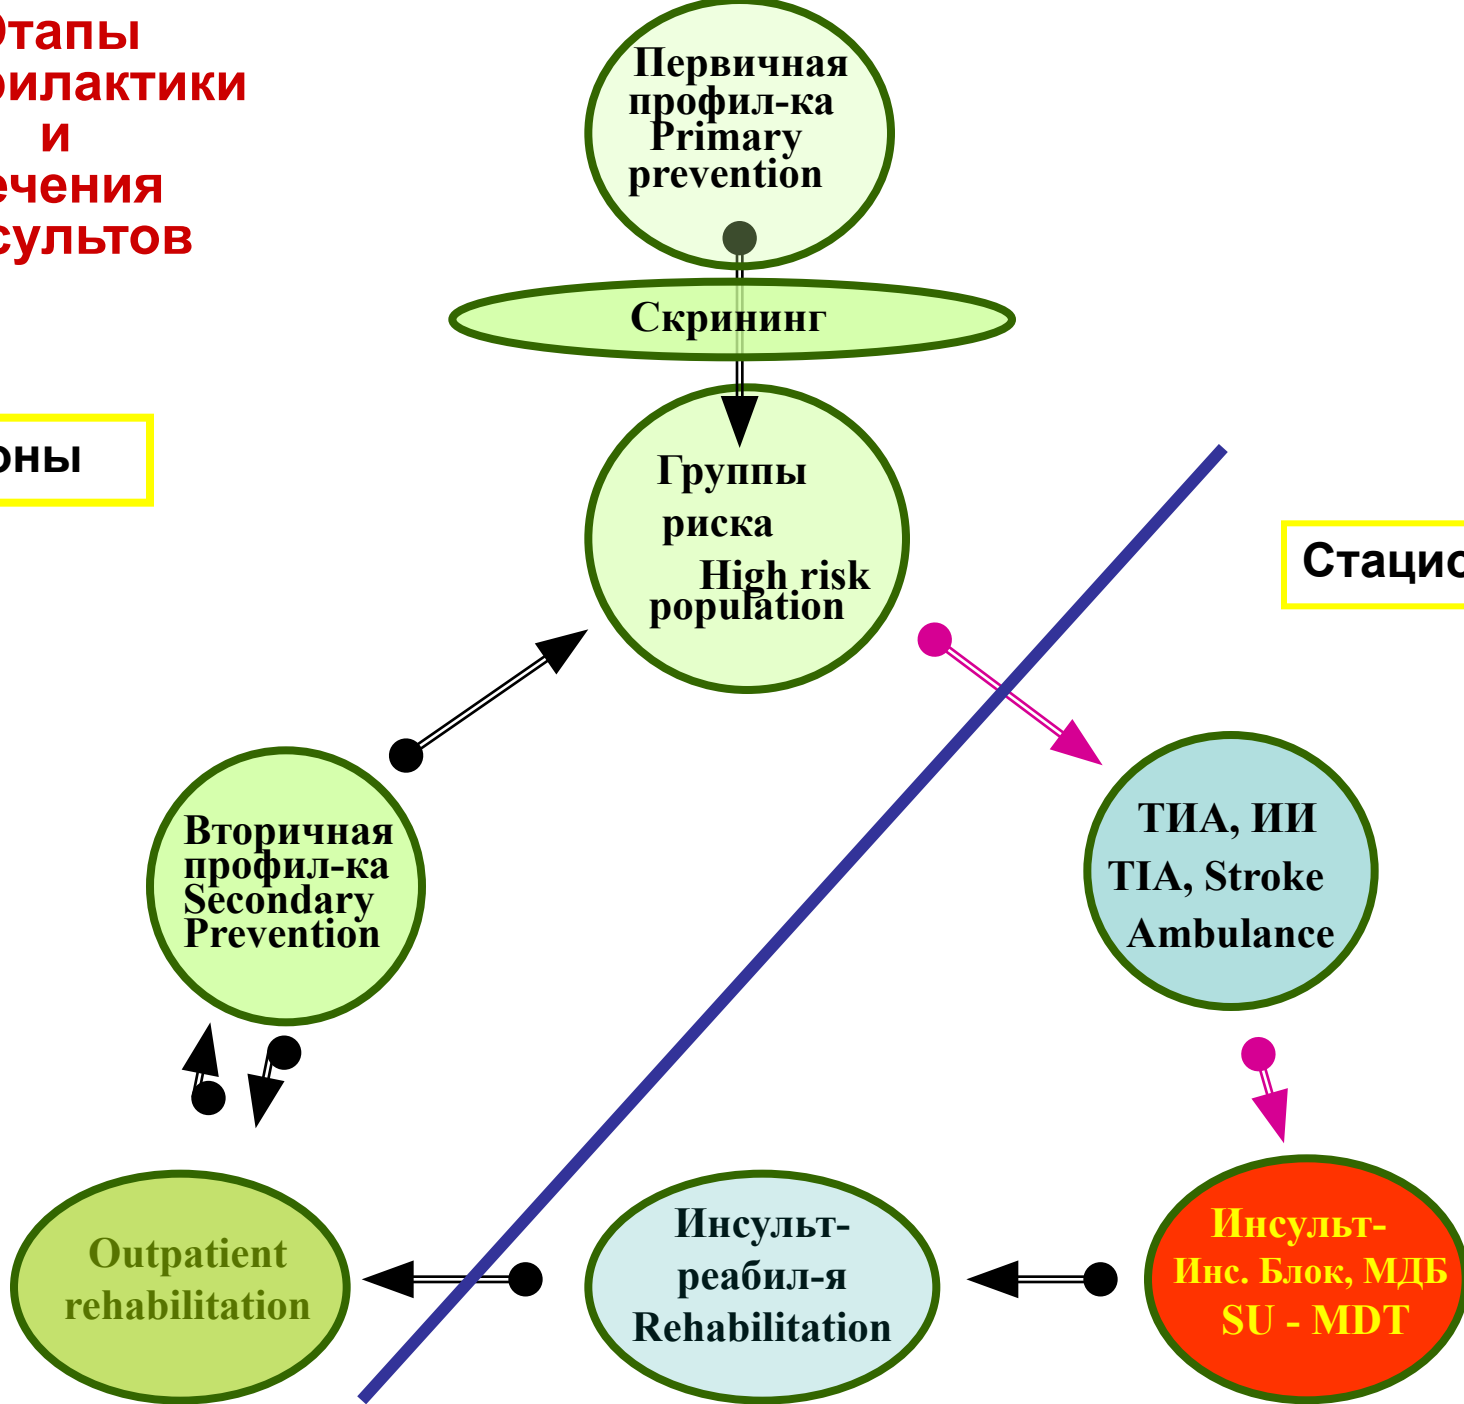 Этапы
илактики
и
ечения
сультов
Первичная
профил-ка
Primary
prevention
Скрининг
оны
Группы
риска
High risk
population
Стацио
Вторичная
профил-ка
Secondary
Prevention
ТИА, ИИ
TIA, Stroke
Ambulance
Outpatient
rehabilitation
Инсульт-
реабил-я
Rehabilitation
Инсульт-
Инс. Блок, МДБ
SU - MDT